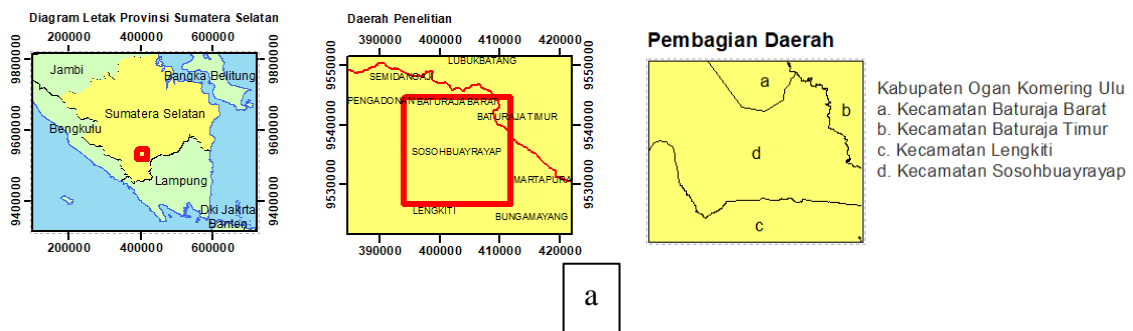 Diagram Letak Provinsi Sumatera Selatan
200000 400000 600000
9800000
9800000
9600000
9600000
9400000
9400000
Jambi
Bangka Belitung
Sumatera Selatan
Bengkulu
Lampung
Dki Jakrta
Banten
200000 400000 600000
Daerah Penelitian
390000 400000 410000 420000
9550000
9550000
9540000
9540000
9530000
9530000
LUBUKBATANG
SEMIDANGAJI
PENGADONAN
BATURAJA BARAT
BATURAJA TIMUR
SOSOHBUAYRAYAP
MARTAPURA
LENGKITI
BUNGAMAYANG
390000 400000 410000 420000
Pembagian Daerah
a
b
d
c
Kabupaten Ogan Komering Ulu
a. Kecamatan Baturaja Barat
b. Kecamatan Baturaja Timur
c. Kecamatan Lengkiti
d. Kecamatan Sosohbuayrayap
a